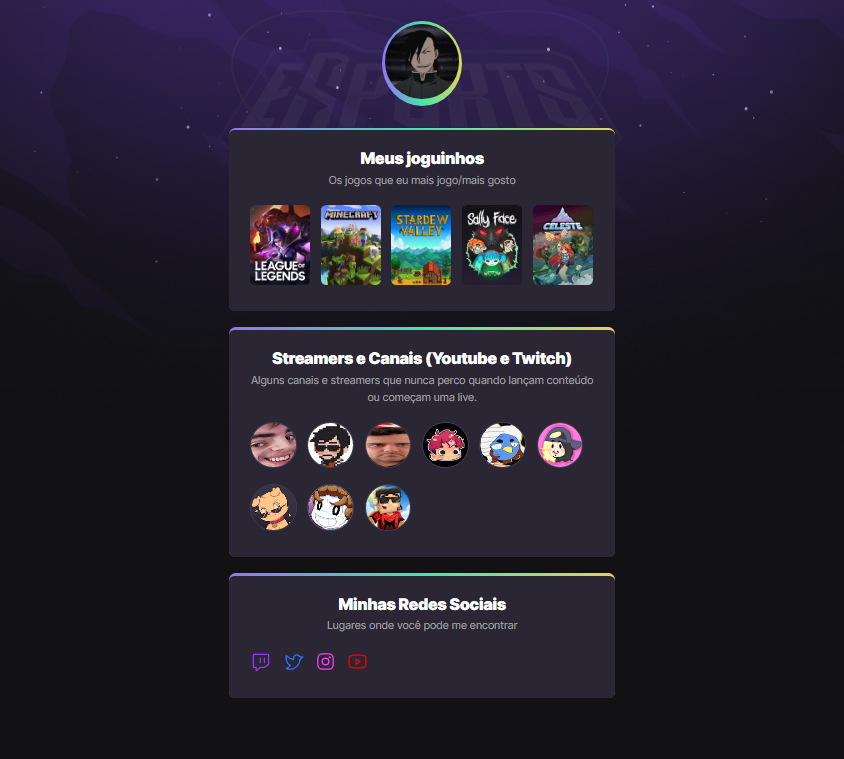 ESPORTS
Meus joguinhos
Os jogos que eu mais jogo/mais gosto
LEAGUE OF
LEGENDS
MINECRAFT
STARDEW
VALLEY
Sally Face
CELESTE
Streamers e Canais (Youtube e Twitch)
Alguns canais e streamers que nunca perco quando lançam conteúdo
ou começam uma live.
Minhas Redes Sociais
Lugares onde você pode me encontrar